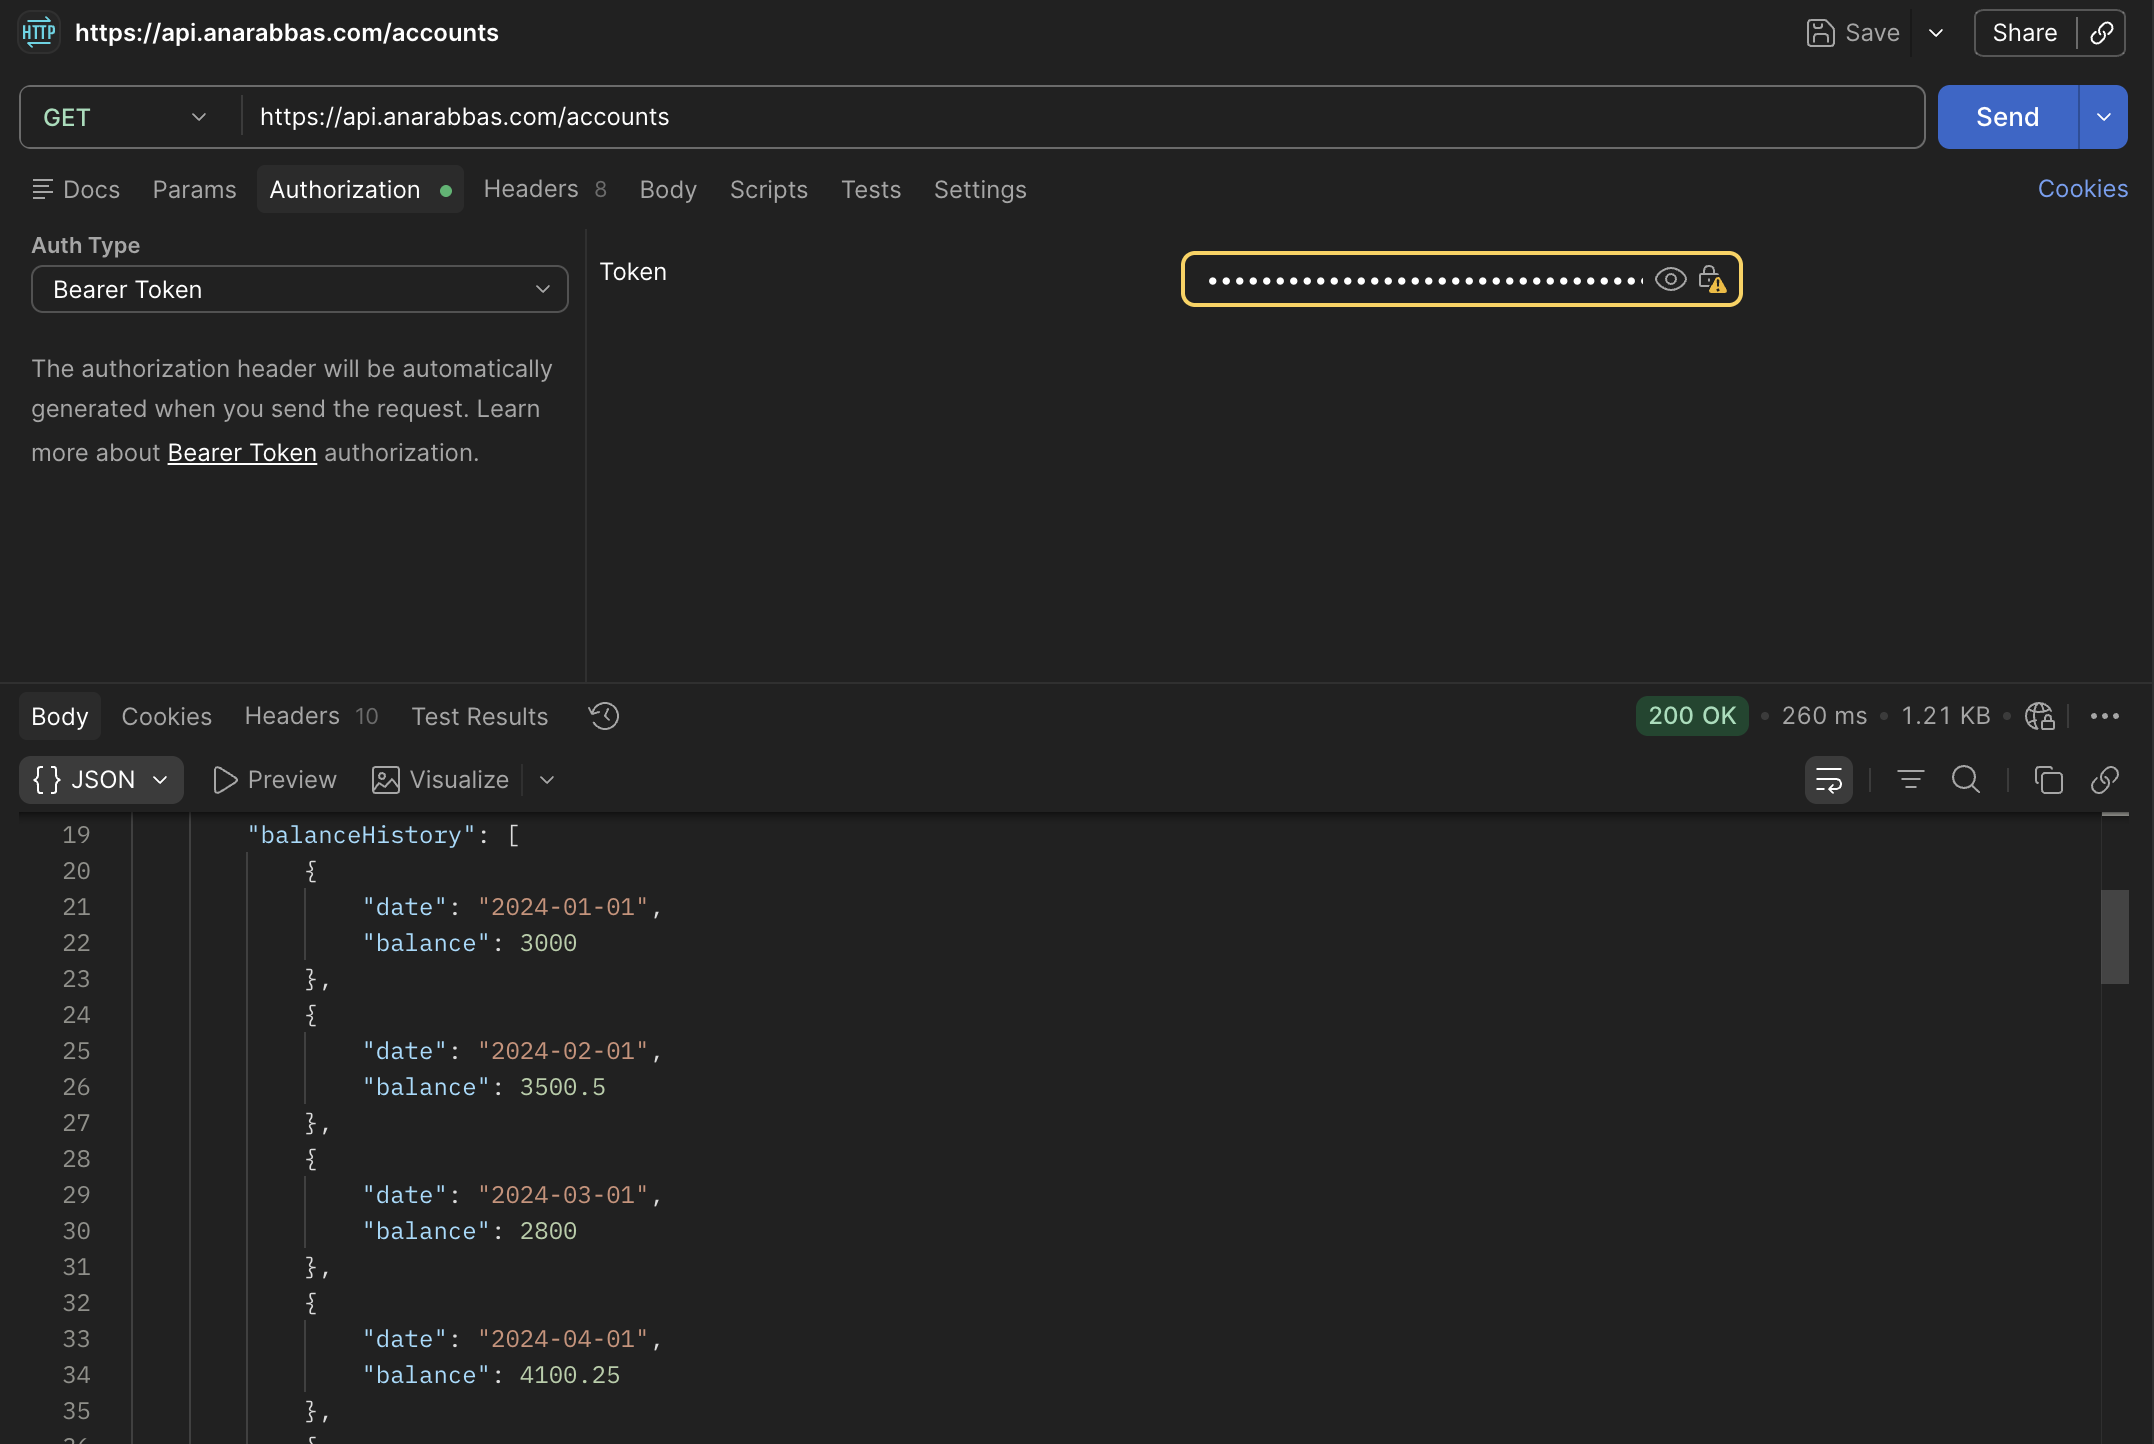 HTTP https://api.anarabbas.com/accounts Save Share
GET https://api.anarabbas.com/accounts Send
Docs Params Authorization Headers 8 Body Scripts Tests Settings Cookies
Auth Type
Bearer Token
The authorization header will be automatically
generated when you send the request. Learn
more about Bearer Token authorization.
Token
Body Cookies Headers 10 Test Results 200 OK • 260 ms • 1.21 KB •
{} JSON Preview Visualize
19 "balanceHistory": [
20 {
21 "date": "2024-01-01",
22 "balance": 3000
23 },
24 {
25 "date": "2024-02-01",
26 "balance": 3500.5
27 },
28 {
29 "date": "2024-03-01",
30 "balance": 2800
31 },
32 {
33 "date": "2024-04-01",
34 "balance": 4100.25
35 },